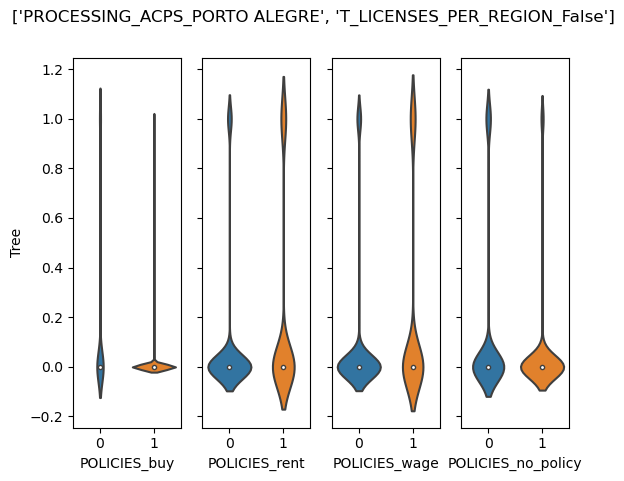 ['PROCESSING_ACPS_PORTO ALEGRE', 'T_LICENSES_PER_REGION_False']
1.2
1.0
0.8
0.6
0.4
0.2
0.0
−0.2
Tree
0 1 0 1 0 1 0 1
POLICIES_buy POLICIES_rent POLICIES_wage POLICIES_no_policy